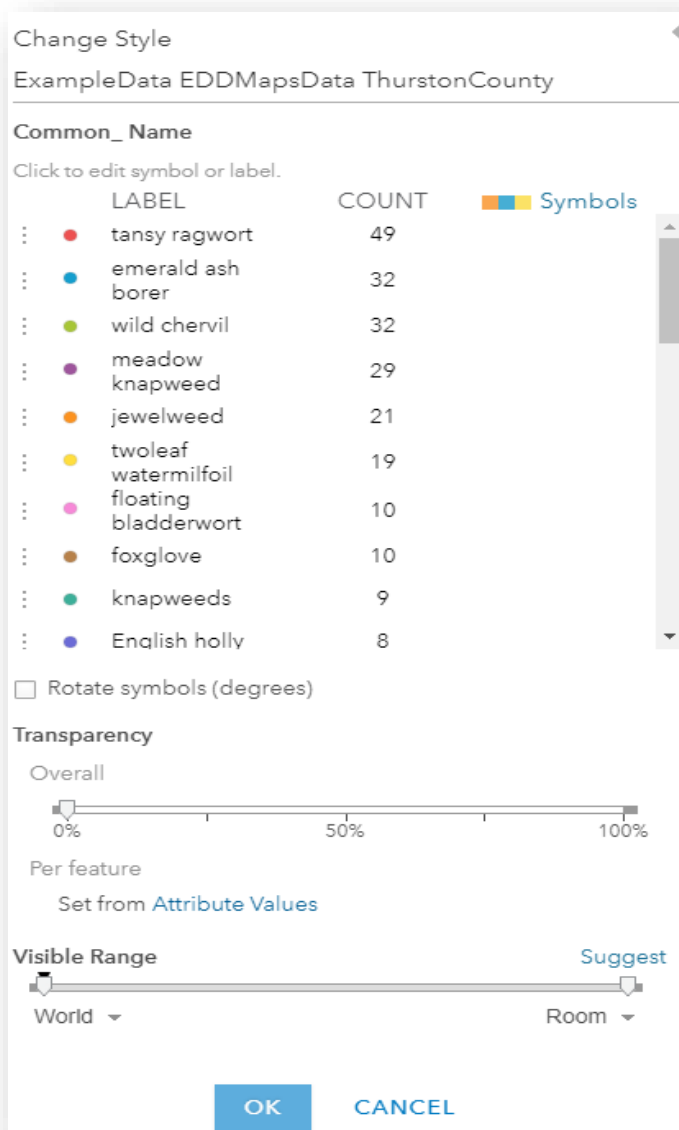 Change Style
ExampleData EDDMapsData ThurstonCounty
Common_ Name
Click to edit symbol or label.
LABEL COUNT Symbols
tansy ragwort 49
emerald ash
borer 32
wild chervil 32
meadow
knapweed 29
jewelweed 21
twoleaf
watermilfoil 19
floating
bladderwort 10
foxglove 10
knapweeds 9
English holly 8
Rotate symbols (degrees)
Transparency
Overall
0% 50% 100%
Per feature
Set from Attribute Values
Visible Range Suggest
World Room
OK CANCEL